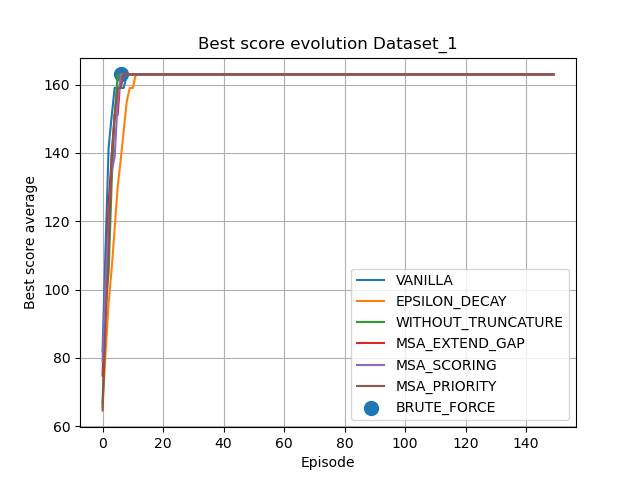 Best score evolution Dataset_1
Best score average
160
140
120
100
80
60
0 20 40 60 80 100 120 140
Episode
VANILLA
EPSILON_DECAY
WITHOUT_TRUNCATURE
MSA_EXTEND_GAP
MSA_SCORING
MSA_PRIORITY
BRUTE_FORCE